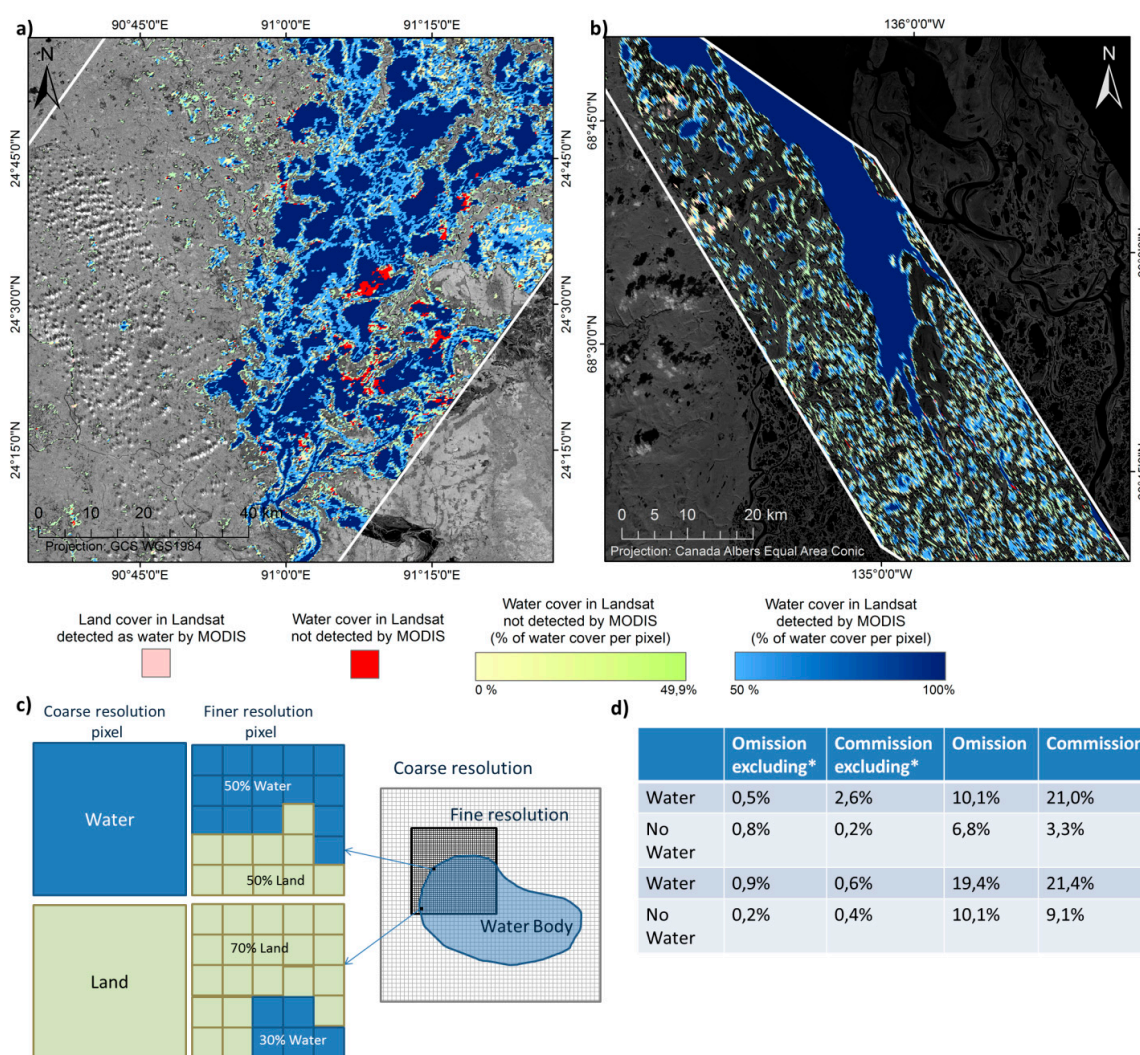 a)
90°45'0"E
91°0'0"E
91°15'0"E
N
24°45'0"N
24°30'0"N
24°15'0"N
24°45'0"N
24°30'0"N
24°15'0"N
0 10 20 40 km
Projection: GCS WGS1984
90°45'0"E
91°0'0"E
91°15'0"E
b)
136°0'0"W
N
68°45'0"N
68°30'0"N
0 5 10 20 km
Projection: Canada Albers Equal Area Conic
135°0'0"W
Land cover in Landsat
detected as water by MODIS
Water cover in Landsat
not detected by MODIS
Water cover in Landsat
not detected by MODIS
(% of water cover per pixel)
0 % 49,9%
Water cover in Landsat
detected by MODIS
(% of water cover per pixel)
50 % 100%
c)
Coarse resolution
pixel
Finer resolution
pixel
Water
50% Water
50% Land
Land
70% Land
30% Water
Coarse resolution
Fine resolution
Water Body
d)
Omission excluding* Commission excluding* Omission Commission
Water 0,5% 2,6% 10,1% 21,0%
No Water 0,8% 0,2% 6,8% 3,3%
Water 0,9% 0,6% 19,4% 21,4%
No Water 0,2% 0,4% 10,1% 9,1%